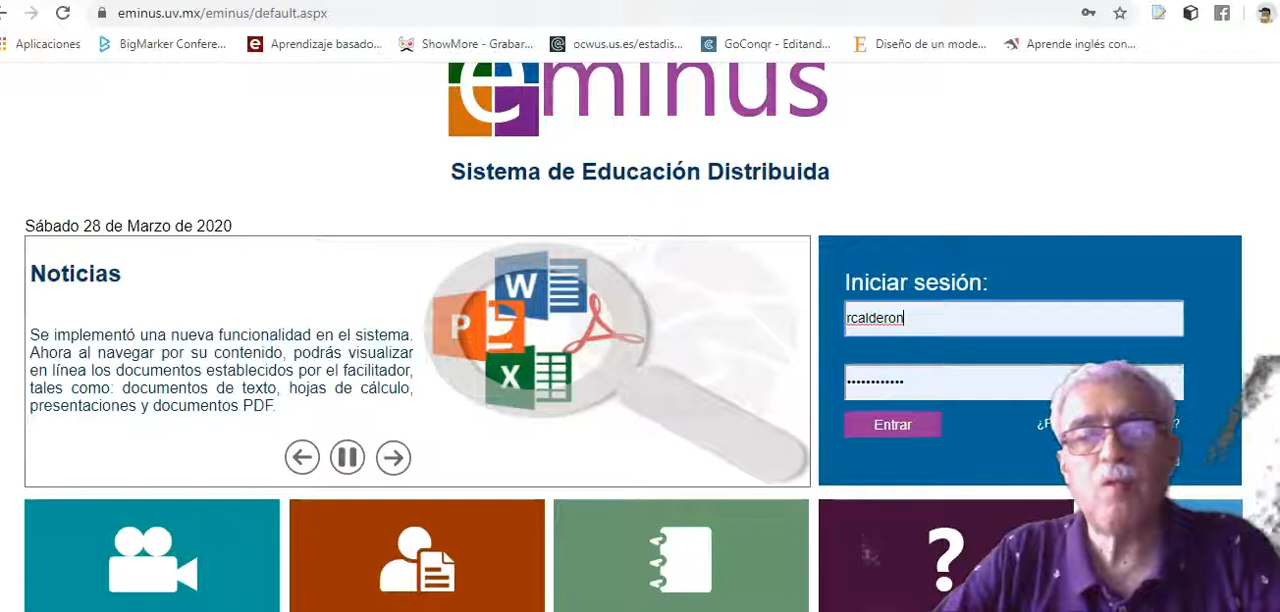 eminus.uv.mx/eminus/default.aspx
Aplicaciones BigMarker Confere... Aprendizaje basado... ShowMore - Grabar... ocwus.us.es/estadis... GoConqr - Editand... Diseño de un mode... Aprende inglés con...
eminus
Sistema de Educación Distribuida
Sábado 28 de Marzo de 2020
Noticias
Se implementó una nueva funcionalidad en el sistema.
Ahora al navegar por su contenido, podrás visualizar
en línea los documentos establecidos por el facilitador,
tales como: documentos de texto, hojas de cálculo,
presentaciones y documentos PDF.
W
P
X
Iniciar sesión:
rcalderon
••••••••••••
Entrar
?